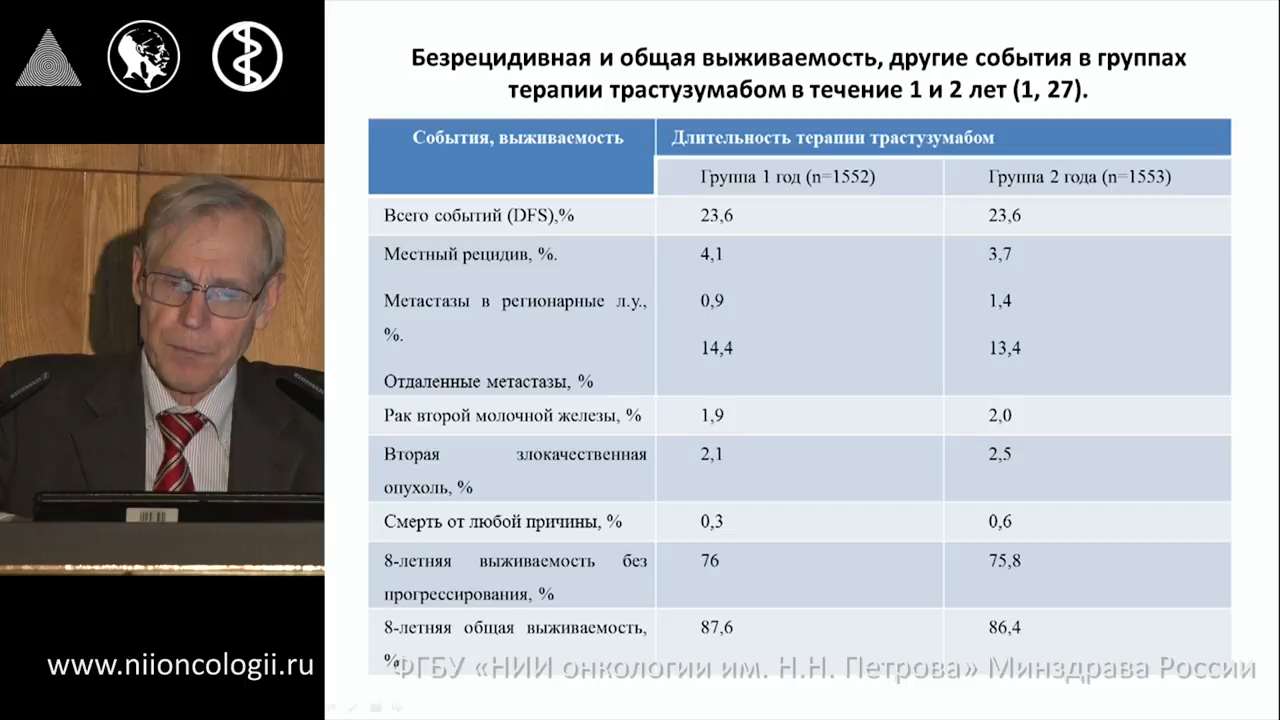 Безрецидивная и общая выживаемость, другие события в группах
терапии трастузумабом в течение 1 и 2 лет (1, 27).
События, выживаемость
Длительность терапии трастузумабом
Группа 1 год (n=1552)
Группа 2 года (n=1553)
Всего событий (DFS),%
23,6
23,6
Местный рецидив, %.
4,1
3,7
Метастазы в регионарные л.у.,
%.
0,9
1,4
Отдаленные метастазы, %
14,4
13,4
Рак второй молочной железы, %
1,9
2,0
Вторая злокачественная
опухоль, %
2,1
2,5
Смерть от любой причины, %
0,3
0,6
8-летняя выживаемость без
прогрессирования, %
76
75,8
8-летняя общая выживаемость,
%
87,6
86,4
www.niioncologii.ru
ФГБУ «НИИ онкологии им. Н.Н. Петрова» Минздрава России